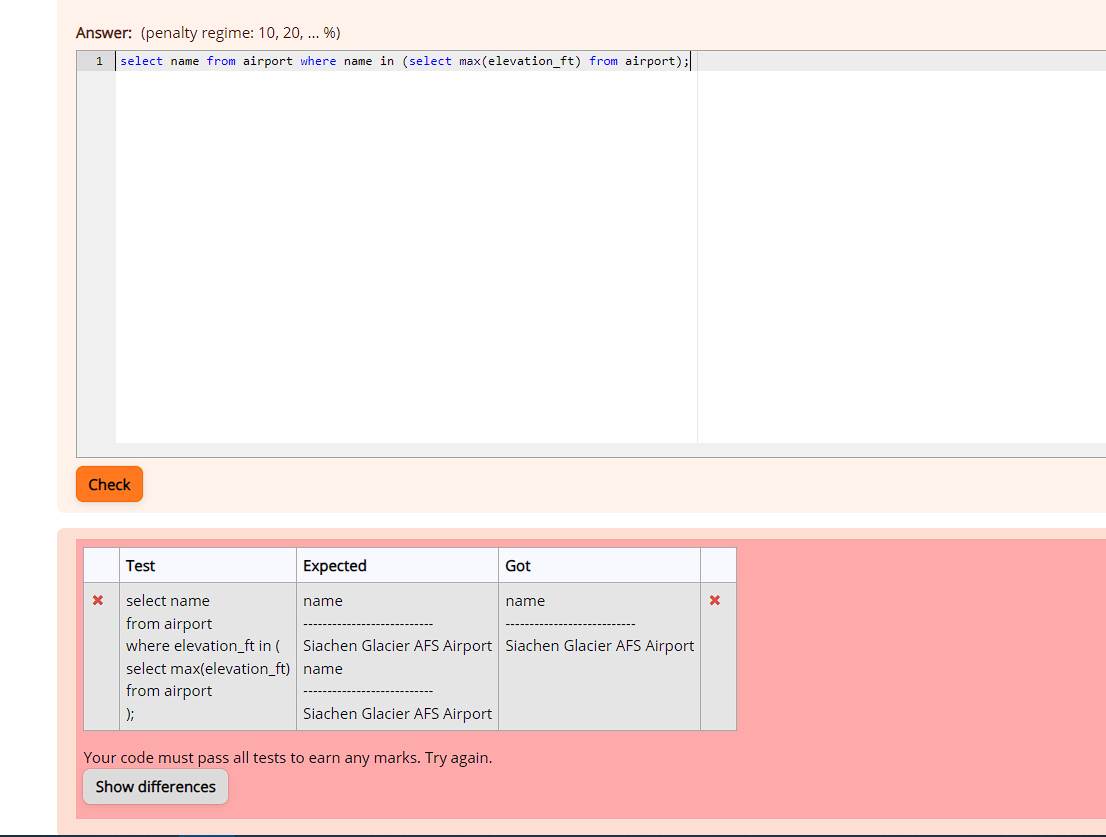 Answer: (penalty regime: 10, 20, ... %)
1 select name from airport where name in (select max(elevation_ft) from airport);
Check
Test Expected Got
select name
from airport
where elevation_ft in (
select max(elevation_ft)
from airport
);
name
---------------------------
Siachen Glacier AFS Airport
name
---------------------------
Siachen Glacier AFS Airport
name
---------------------------
Siachen Glacier AFS Airport
Your code must pass all tests to earn any marks. Try again.
Show differences